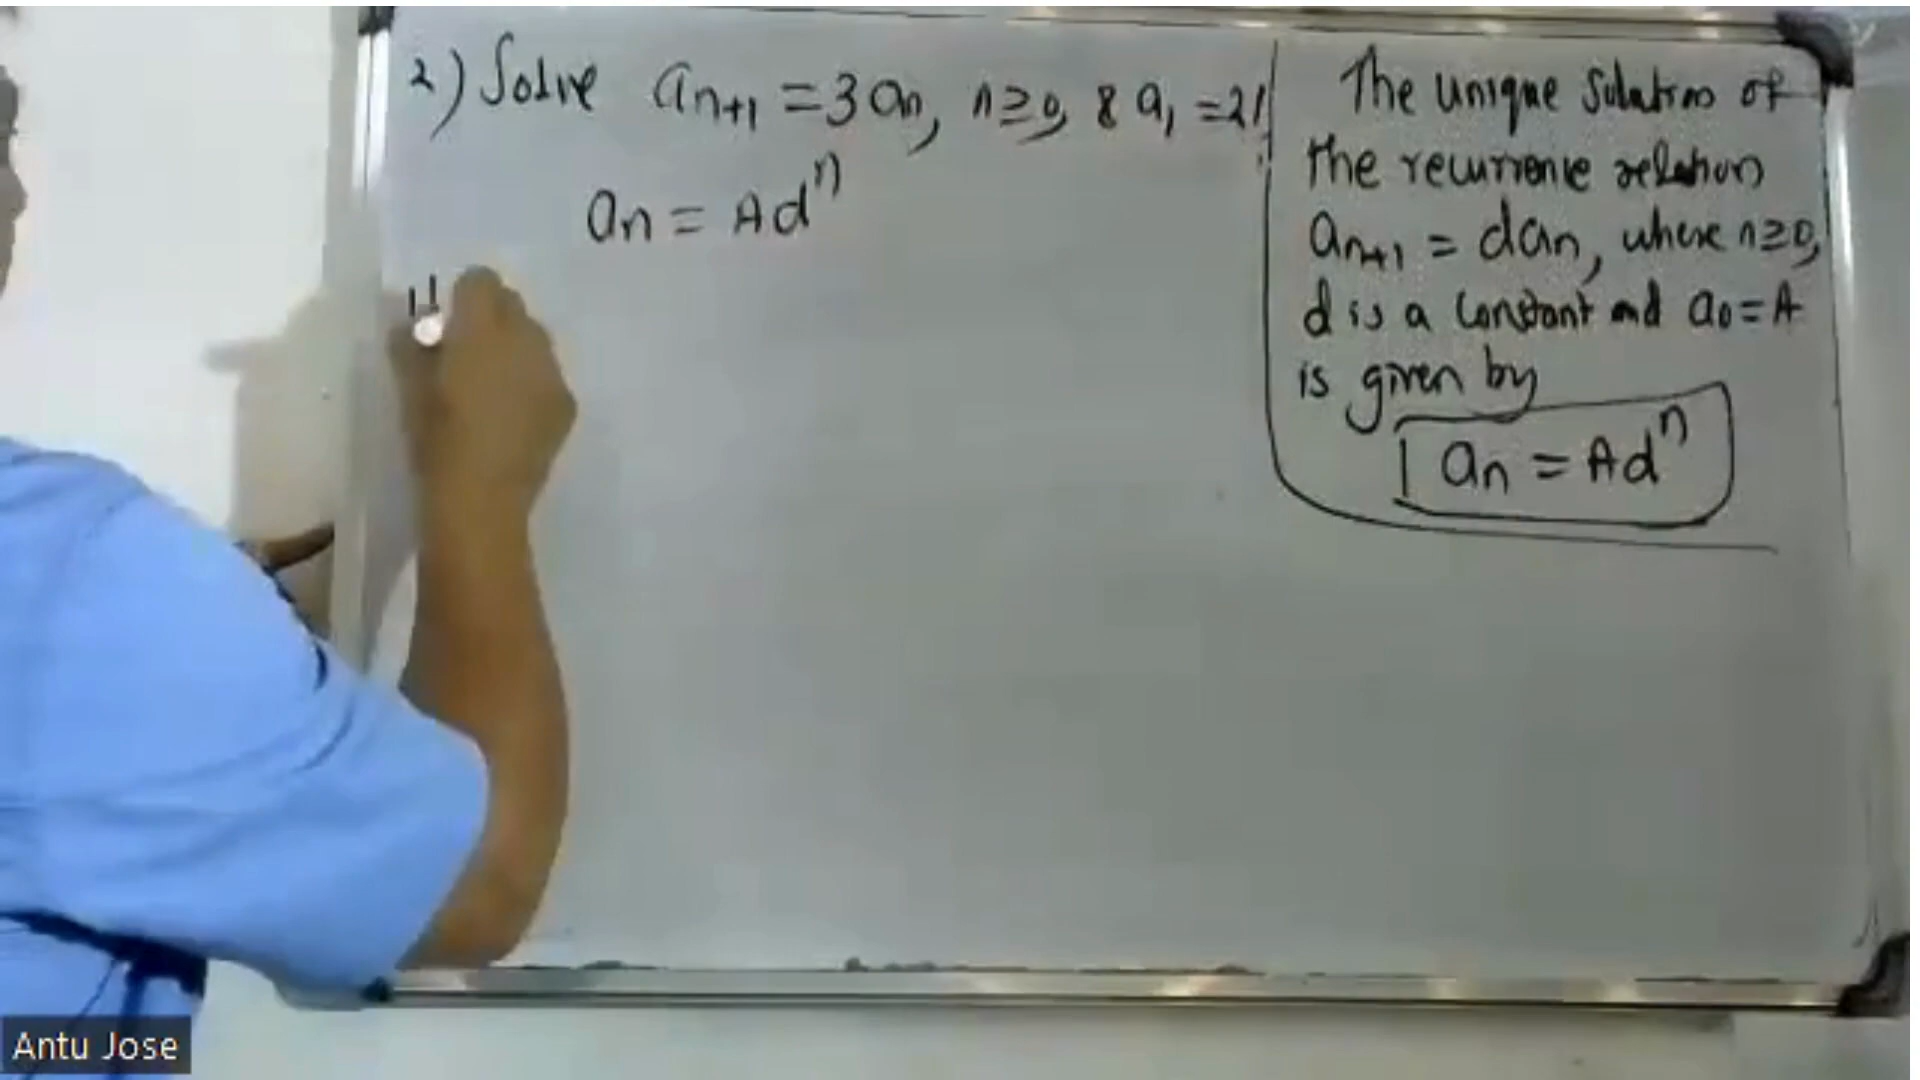 2) Solve aₙ₊₁ = 3aₙ, n ≥ 0, & a₁ = 21
aₙ = Adⁿ
The unique solution of
the recurrence relation
aₙ₊₁ = daₙ, where n ≥ 0,
d is a constant and a₀ = A
is given by
aₙ = Adⁿ
Antu Jose